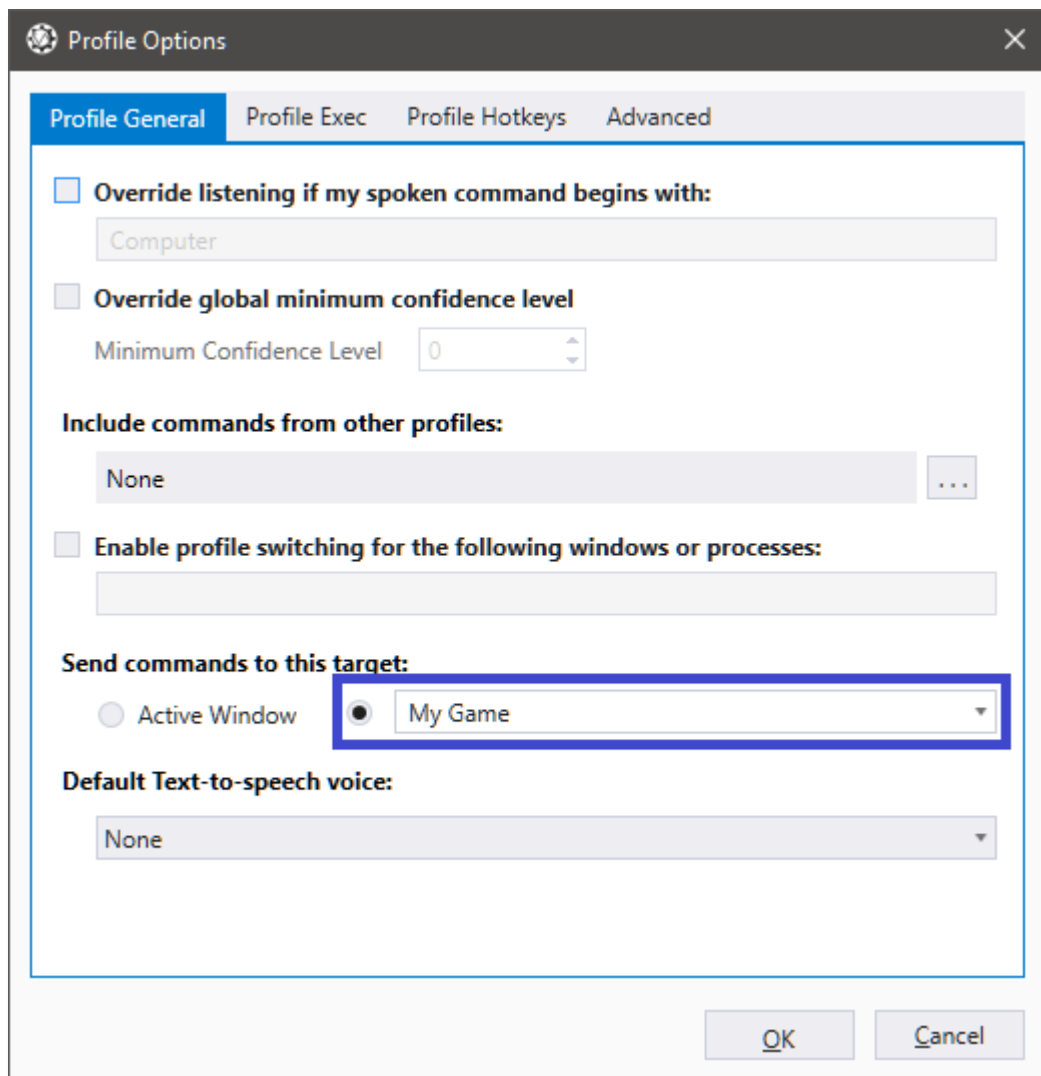 Profile Options
Profile General Profile Exec Profile Hotkeys Advanced
Override listening if my spoken command begins with:
Computer
Override global minimum confidence level
Minimum Confidence Level 0
Include commands from other profiles:
None ...
Enable profile switching for the following windows or processes:
Send commands to this target:
Active Window My Game
Default Text-to-speech voice:
None
OK Cancel